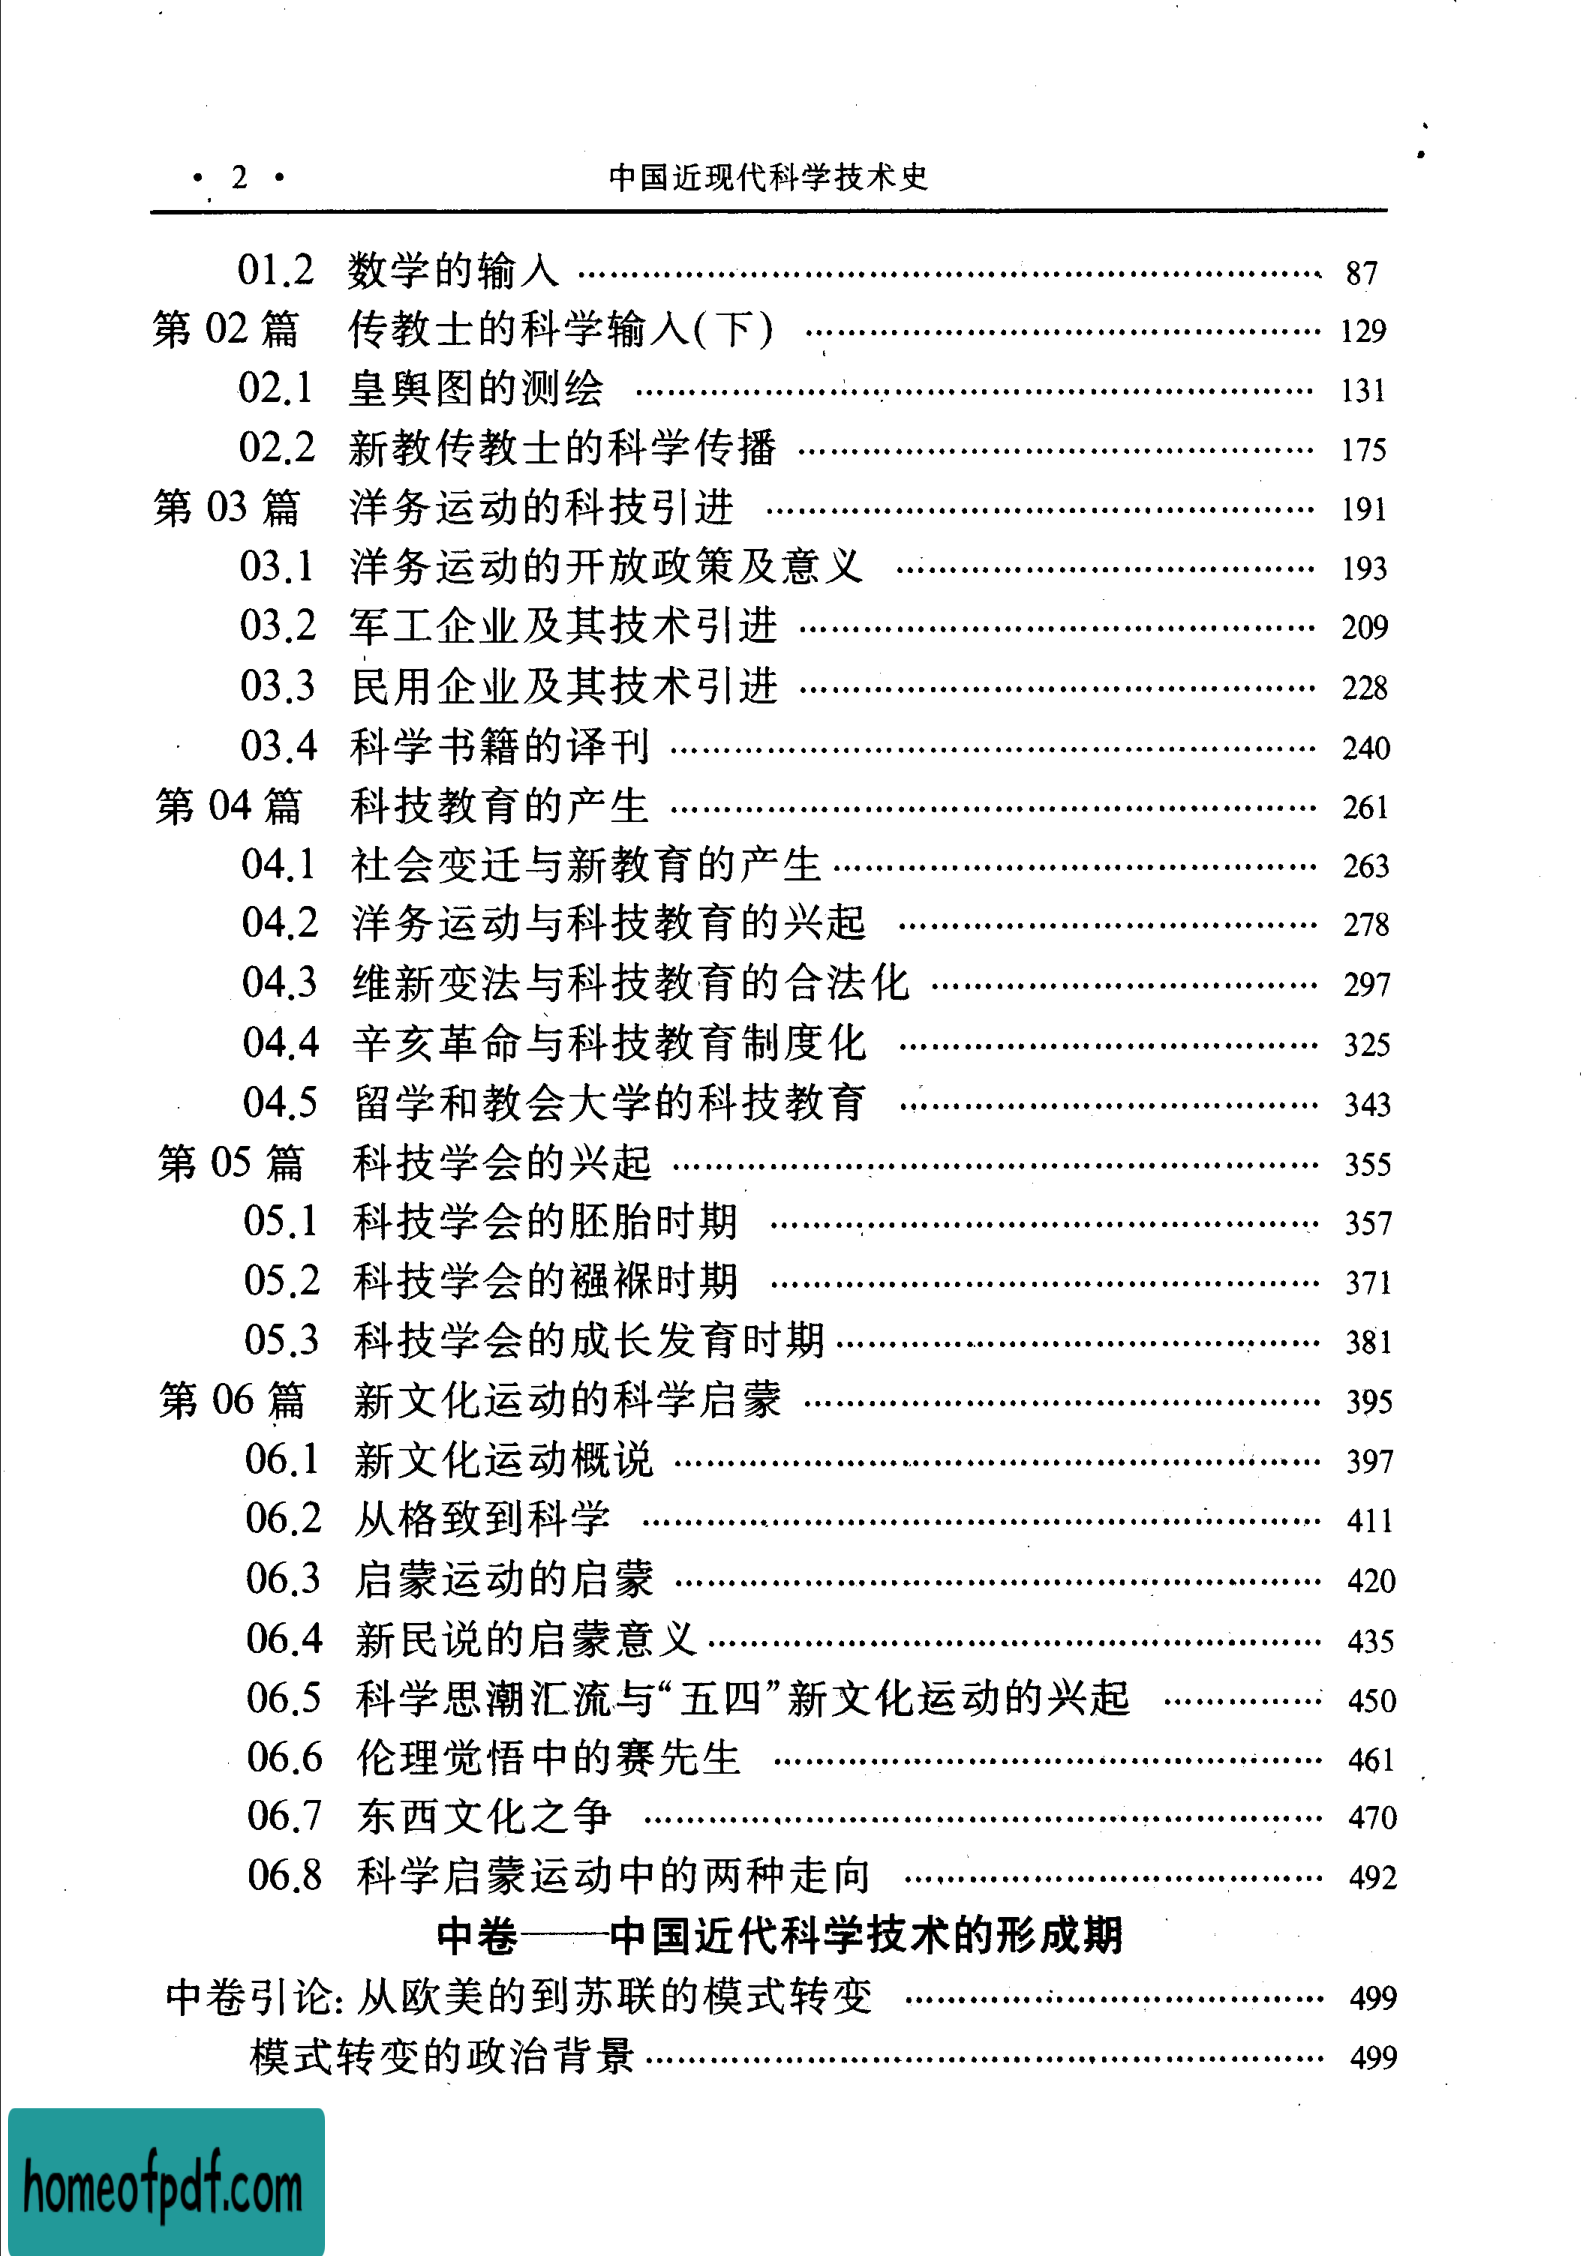 · 2 · 中国近现代科学技术史
01.2 数学的输入 …… 87
第 02 篇 传教士的科学输入(下) …… 129
02.1 皇舆图的测绘 …… 131
02.2 新教传教士的科学传播 …… 175
第 03 篇 洋务运动的科技引进 …… 191
03.1 洋务运动的开放政策及意义 …… 193
03.2 军工企业及其技术引进 …… 209
03.3 民用企业及其技术引进 …… 228
03.4 科学书籍的译刊 …… 240
第 04 篇 科技教育的产生 …… 261
04.1 社会变迁与新教育的产生 …… 263
04.2 洋务运动与科技教育的兴起 …… 278
04.3 维新变法与科技教育的合法化 …… 297
04.4 辛亥革命与科技教育制度化 …… 325
04.5 留学和教会大学的科技教育 …… 343
第 05 篇 科技学会的兴起 …… 355
05.1 科技学会的胚胎时期 …… 357
05.2 科技学会的襁褓时期 …… 371
05.3 科技学会的成长发育时期 …… 381
第 06 篇 新文化运动的科学启蒙 …… 395
06.1 新文化运动概说 …… 397
06.2 从格致到科学 …… 411
06.3 启蒙运动的启蒙 …… 420
06.4 新民说的启蒙意义 …… 435
06.5 科学思潮汇流与“五四”新文化运动的兴起 …… 450
06.6 伦理觉悟中的赛先生 …… 461
06.7 东西文化之争 …… 470
06.8 科学启蒙运动中的两种走向 …… 492
中卷——中国近代科学技术的形成期
中卷引论: 从欧美的到苏联的模式转变 …… 499
模式转变的政治背景 …… 499
homeofpdf.com